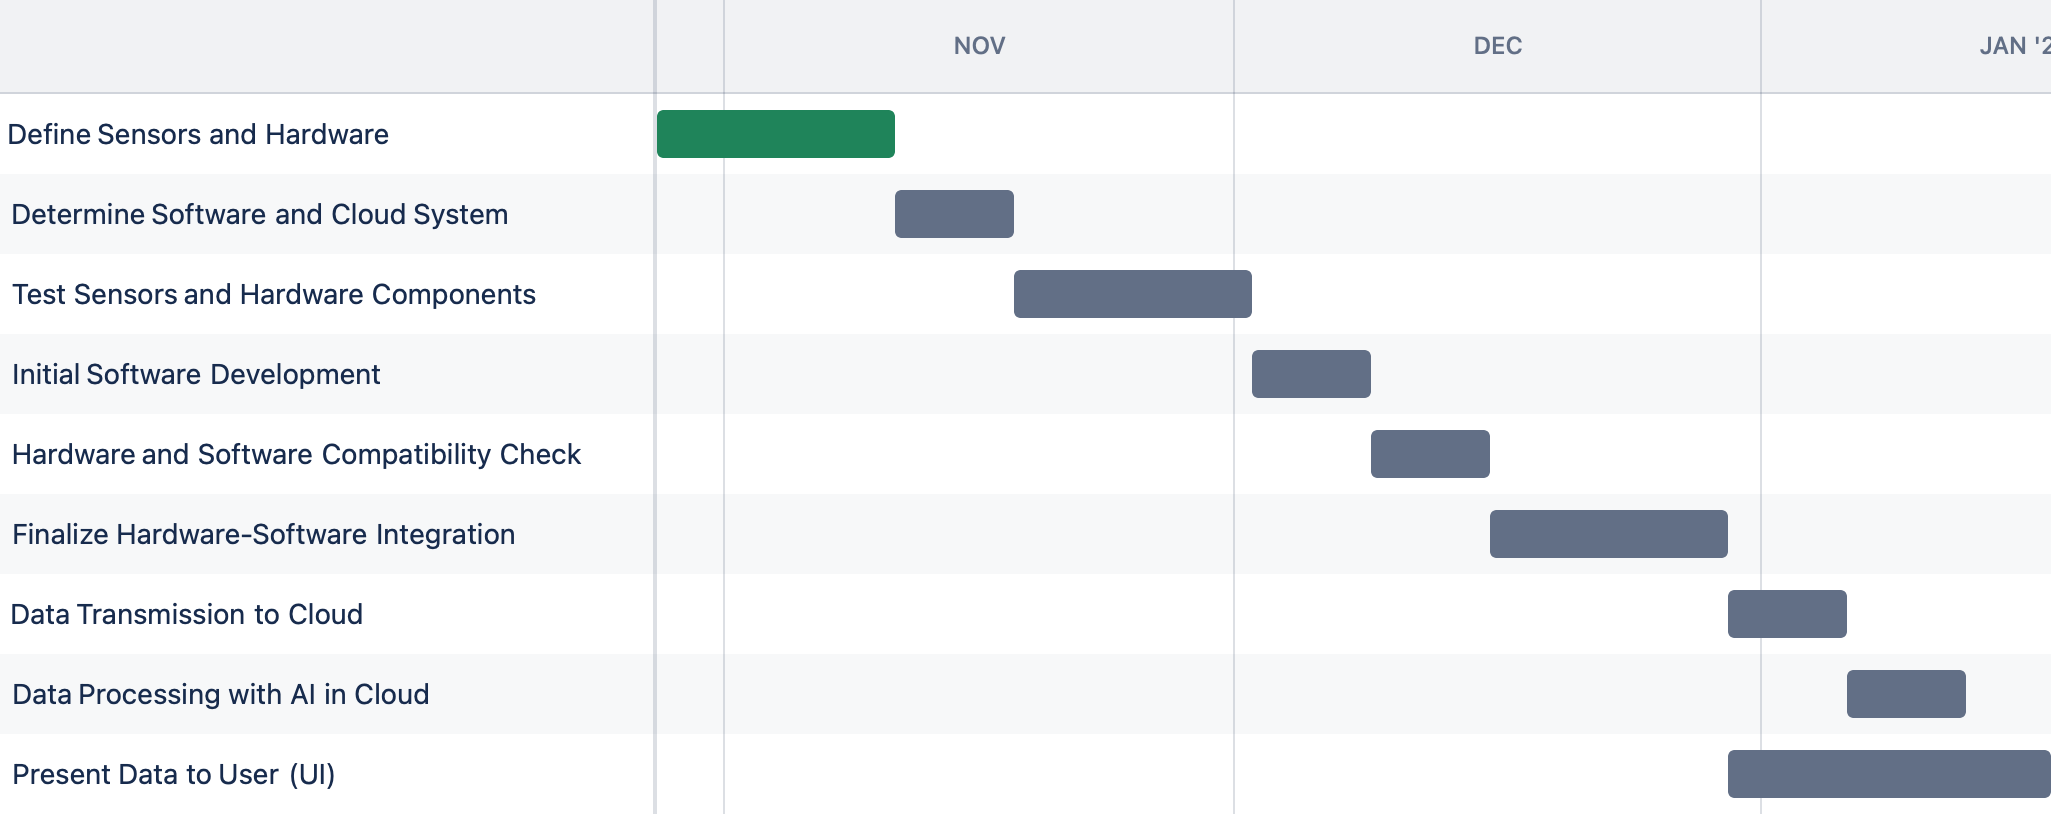 NOV DEC JAN '2
Define Sensors and Hardware
Determine Software and Cloud System
Test Sensors and Hardware Components
Initial Software Development
Hardware and Software Compatibility Check
Finalize Hardware-Software Integration
Data Transmission to Cloud
Data Processing with AI in Cloud
Present Data to User (UI)